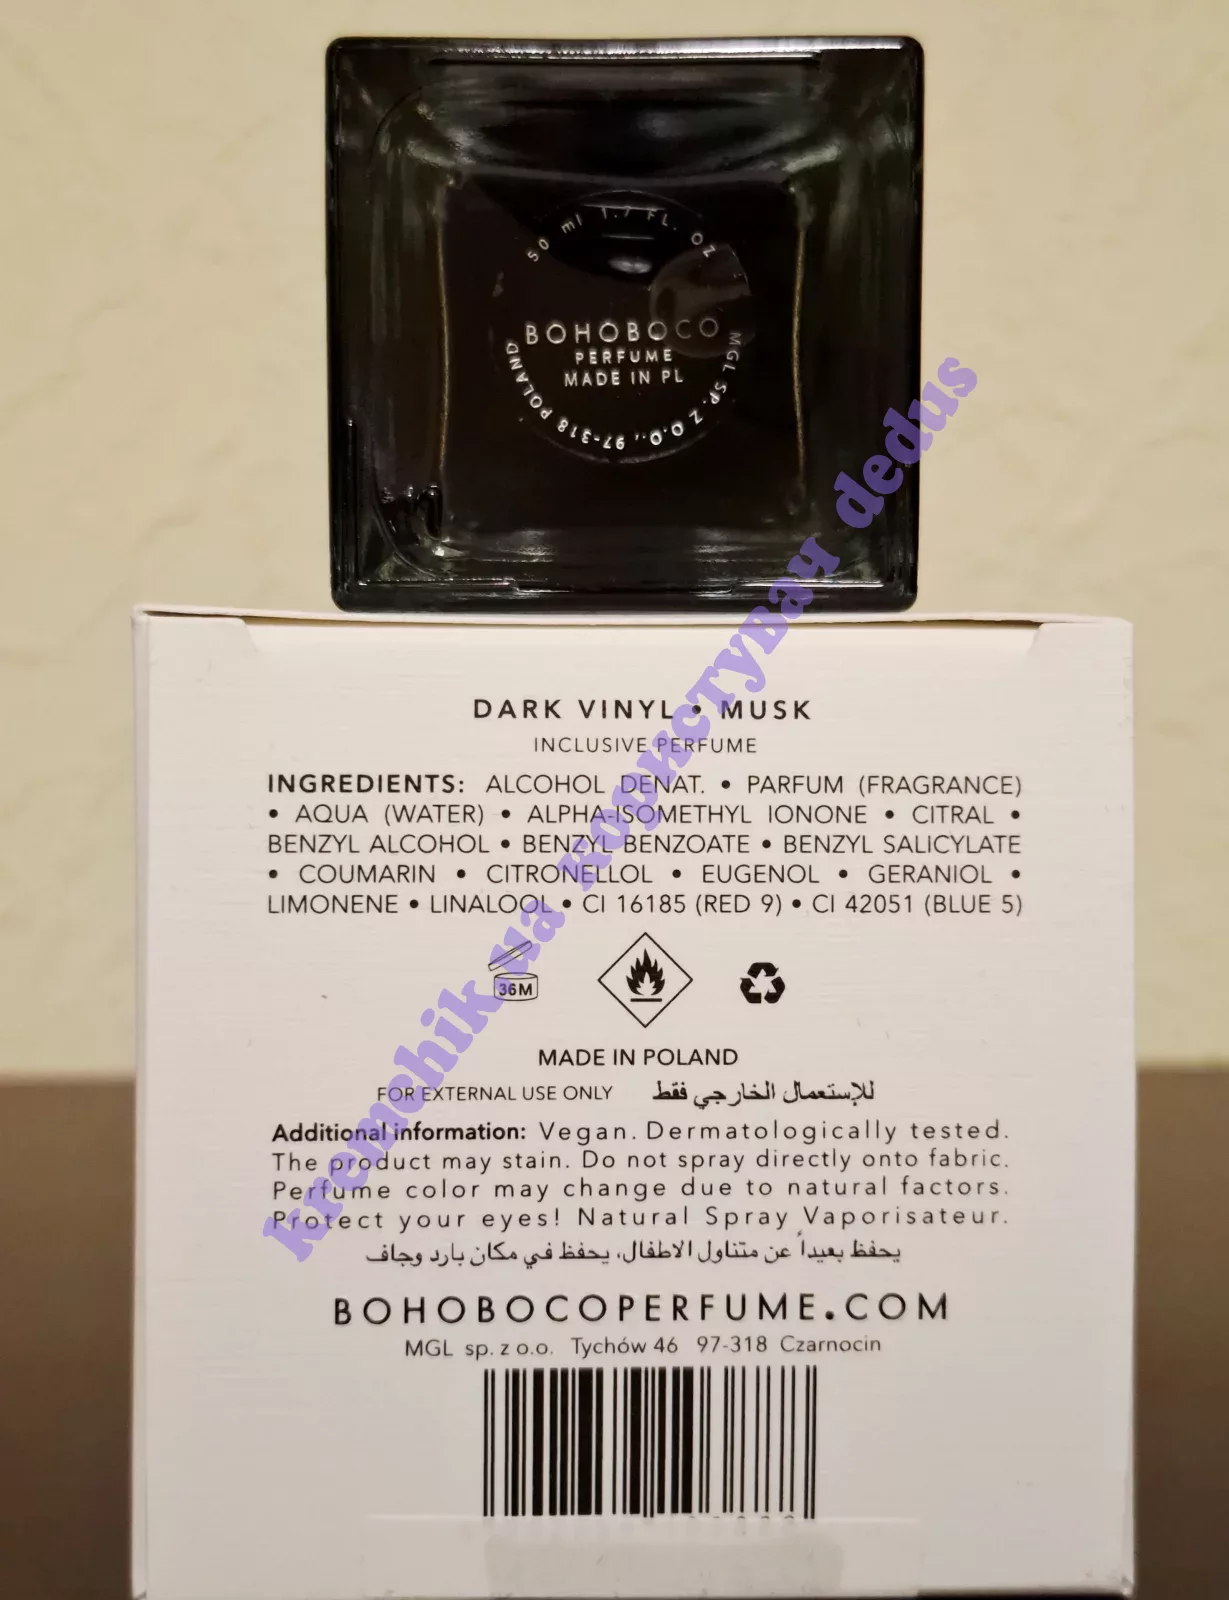 50 ml 1.7 FL. OZ
BOHOBOCO
PERFUME
MADE IN PL
MGL SP. Z O.O., 97-318 POLAND
DARK VINYL • MUSK
INCLUSIVE PERFUME
INGREDIENTS: ALCOHOL DENAT. • PARFUM (FRAGRANCE)
• AQUA (WATER) • ALPHA-ISOMETHYL IONONE • CITRAL •
BENZYL ALCOHOL • BENZYL BENZOATE • BENZYL SALICYLATE
• COUMARIN • CITRONELLOL • EUGENOL • GERANIOL •
LIMONENE • LINALOOL • CI 16185 (RED 9) • CI 42051 (BLUE 5)
36M
MADE IN POLAND
FOR EXTERNAL USE ONLY للإستعمال الخارجي فقط
Additional information: Vegan. Dermatologically tested.
The product may stain. Do not spray directly onto fabric.
Perfume color may change due to natural factors.
Protect your eyes! Natural Spray Vaporisateur.
يحفظ بعيداً عن متناول الاطفال، يحفظ في مكان بارد وجاف
BOHOBOCOPERFUME.COM
MGL sp. z o.o. Tychów 46 97-318 Czarnocin
kremchik.ua користувач dedus